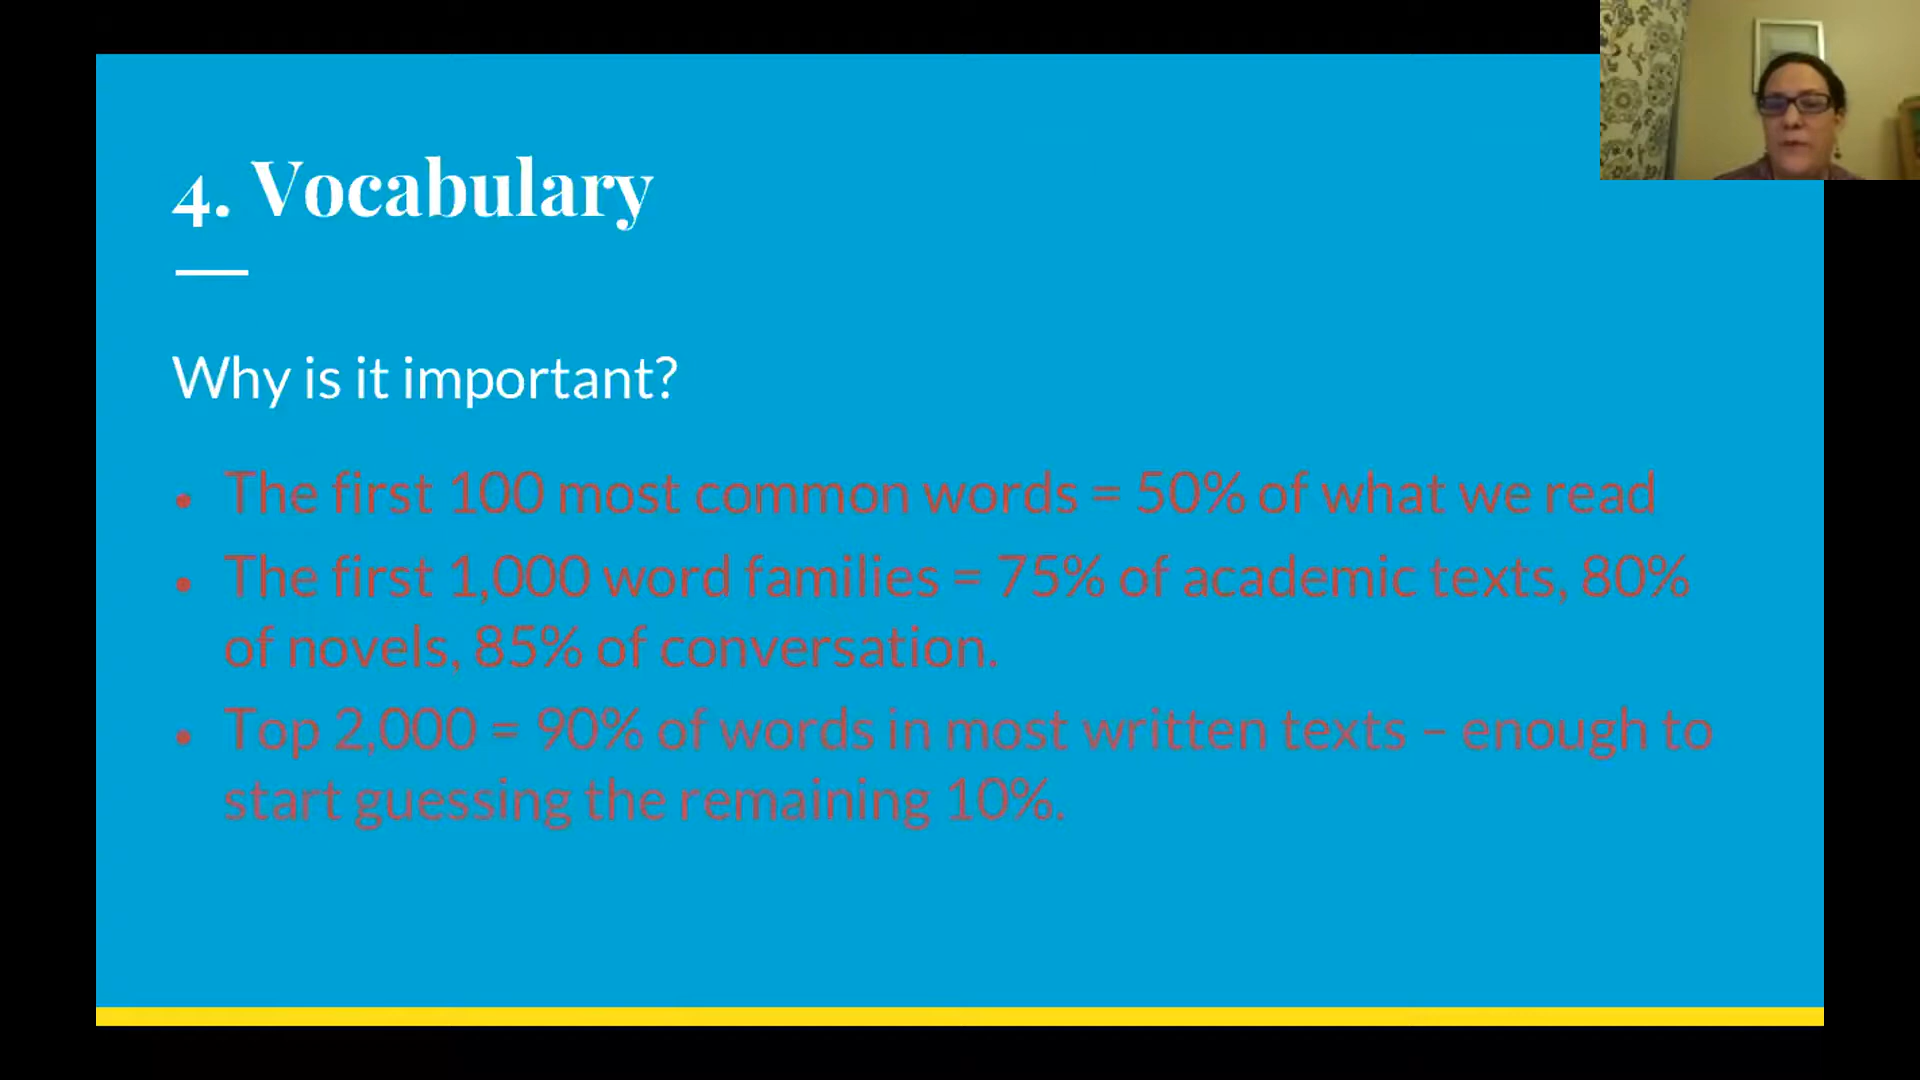 4. Vocabulary
Why is it important?
• The first 100 most common words = 50% of what we read
• The first 1,000 word families = 75% of academic texts, 80%
of novels, 85% of conversation.
• Top 2,000 = 90% of words in most written texts – enough to
start guessing the remaining 10%.